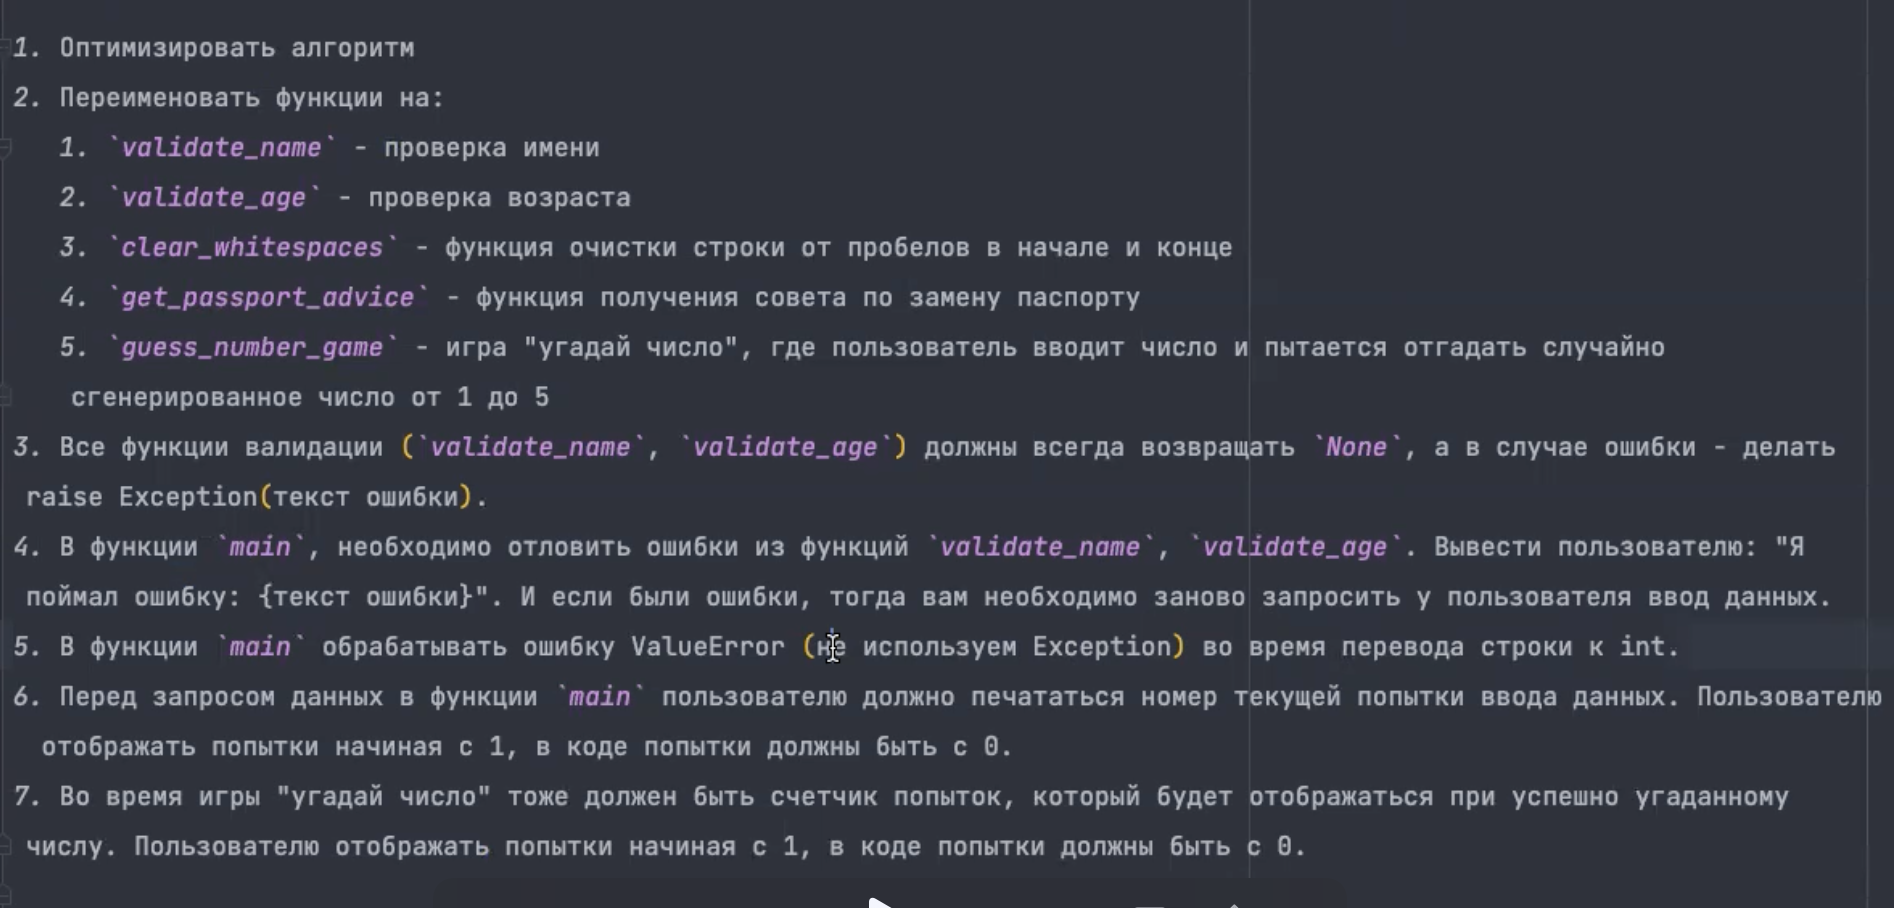 1. Оптимизировать алгоритм
2. Переименовать функции на:
1. `validate_name` - проверка имени
2. `validate_age` - проверка возраста
3. `clear_whitespaces` - функция очистки строки от пробелов в начале и конце
4. `get_passport_advice` - функция получения совета по замену паспорту
5. `guess_number_game` - игра "угадай число", где пользователь вводит число и пытается отгадать случайно
сгенерированное число от 1 до 5
3. Все функции валидации (`validate_name`, `validate_age`) должны всегда возвращать `None`, а в случае ошибки - делать
raise Exception(текст ошибки).
4. В функции `main`, необходимо отловить ошибки из функций `validate_name`, `validate_age`. Вывести пользователю: "Я
поймал ошибку: {текст ошибки}". И если были ошибки, тогда вам необходимо заново запросить у пользователя ввод данных.
5. В функции `main` обрабатывать ошибку ValueError (не используем Exception) во время перевода строки к int.
6. Перед запросом данных в функции `main` пользователю должно печататься номер текущей попытки ввода данных. Пользователю
отображать попытки начиная с 1, в коде попытки должны быть с 0.
7. Во время игры "угадай число" тоже должен быть счетчик попыток, который будет отображаться при успешно угаданному
числу. Пользователю отображать попытки начиная с 1, в коде попытки должны быть с 0.